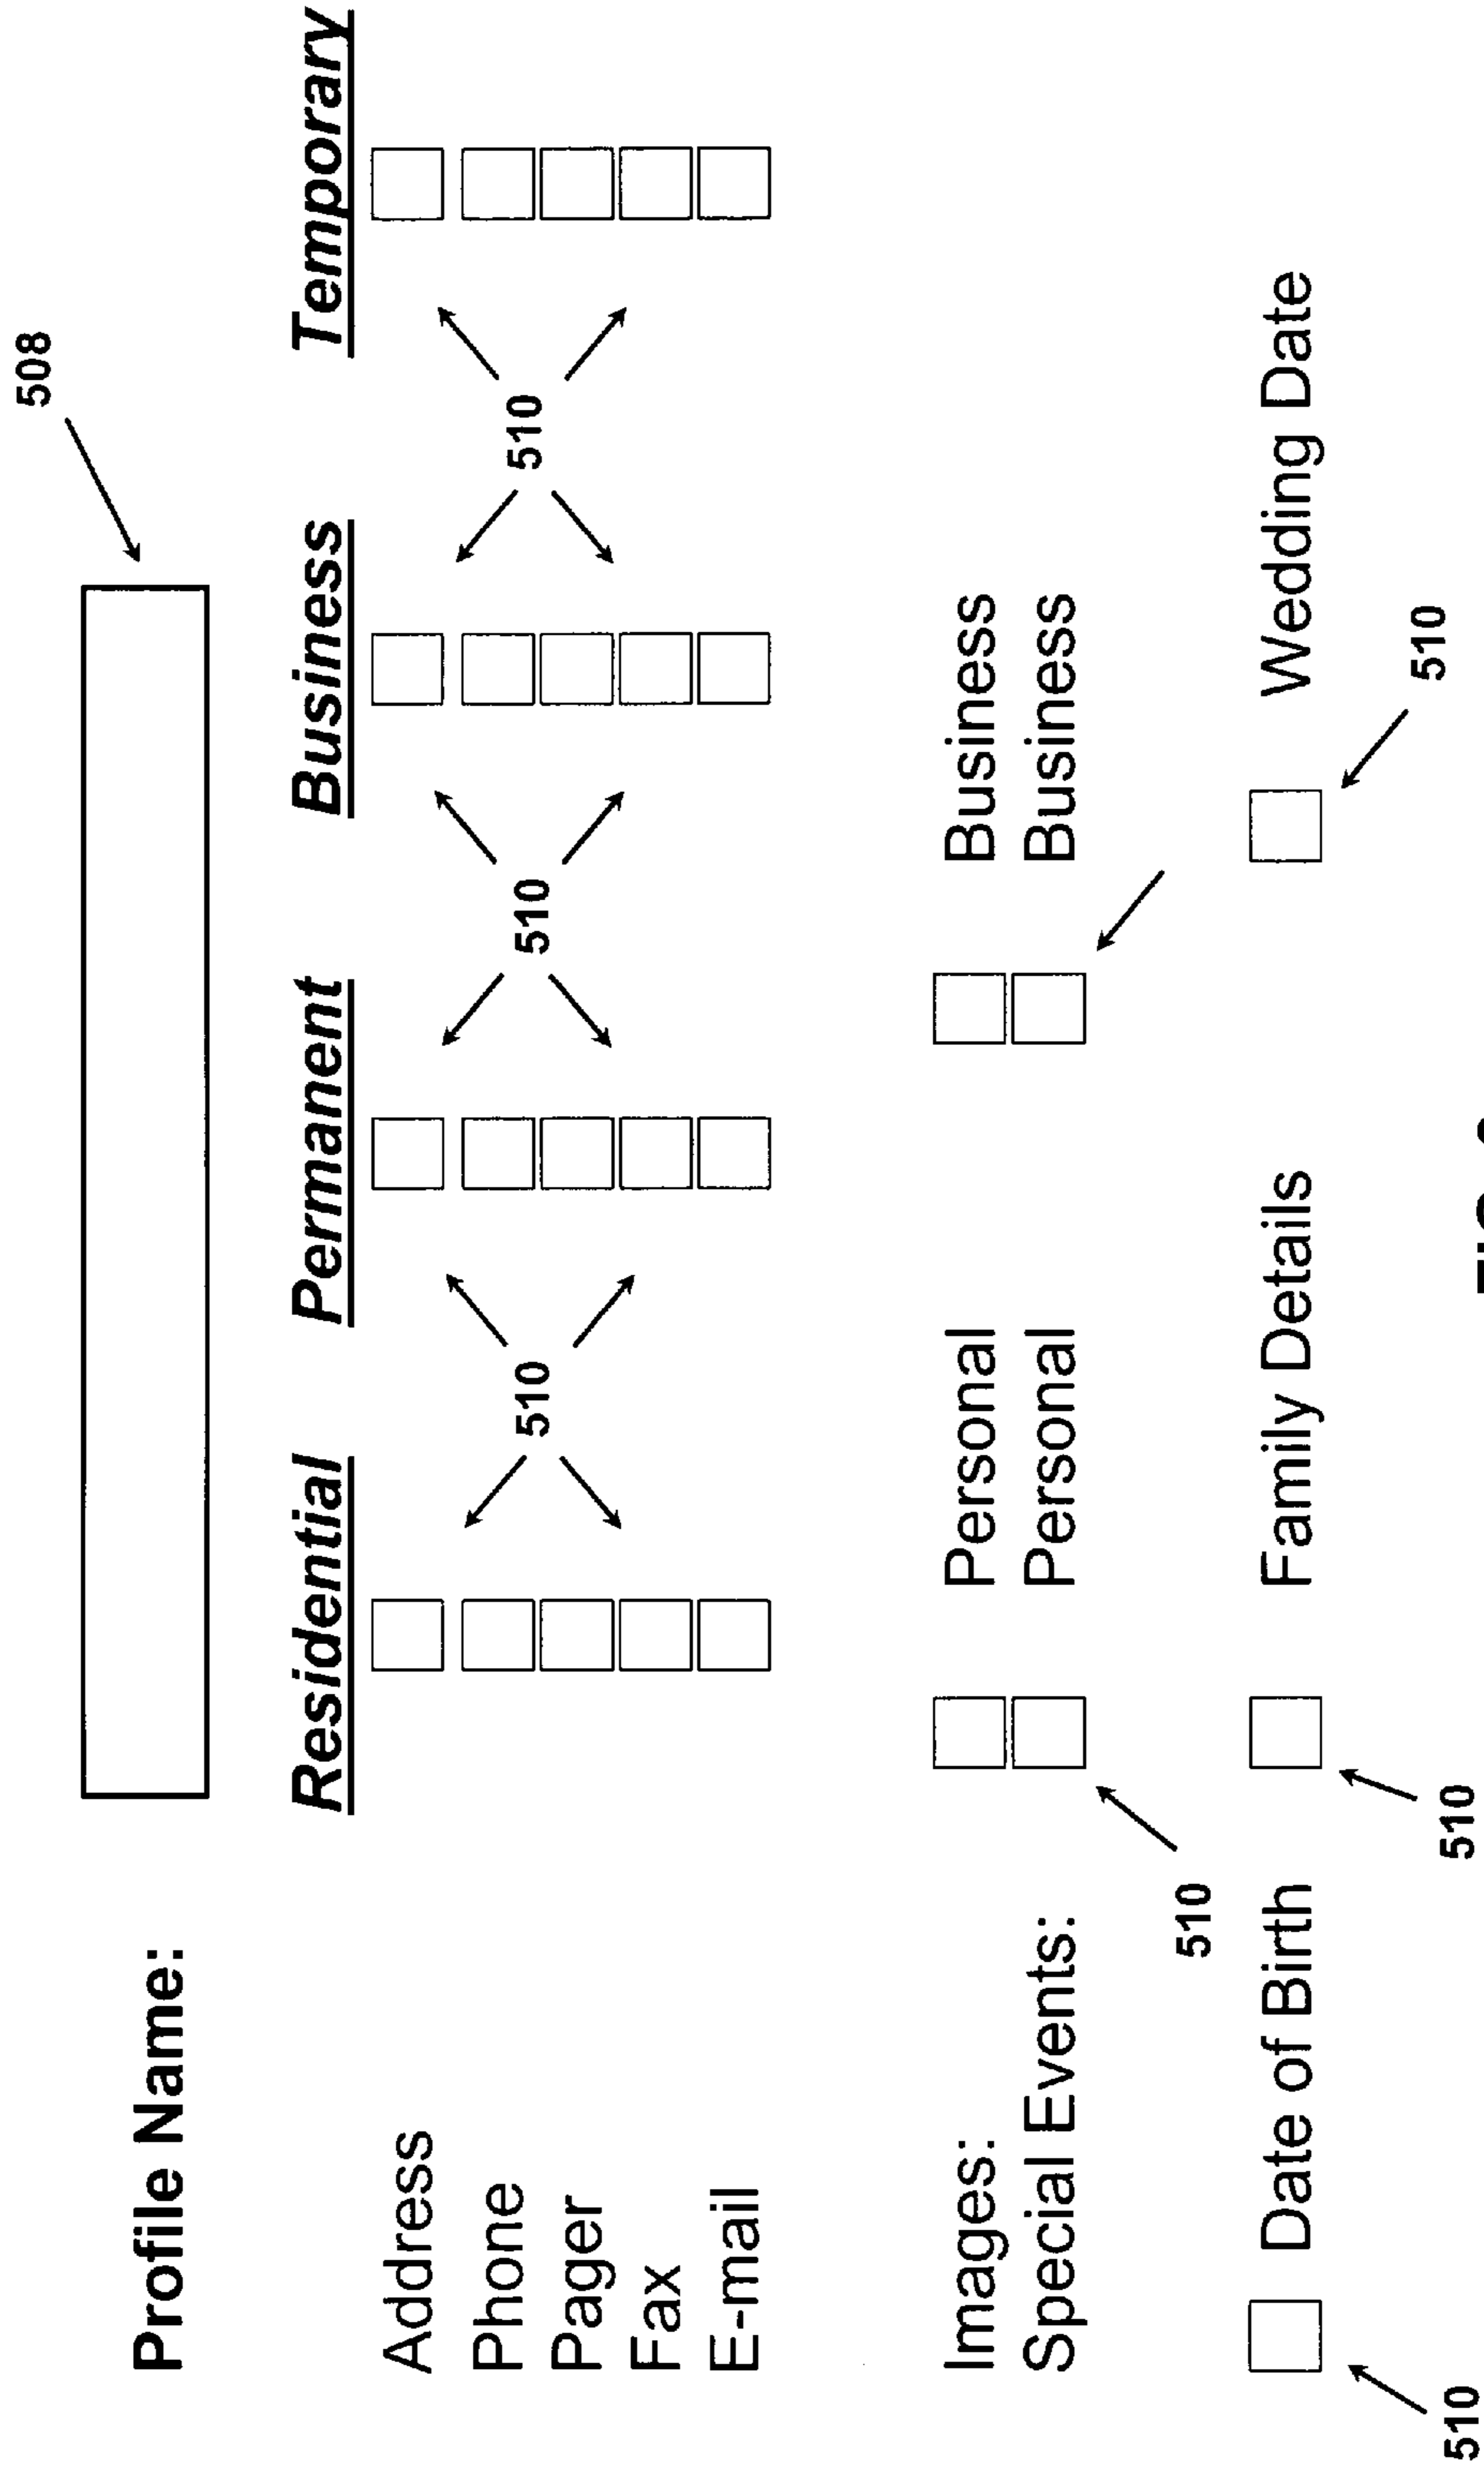 508
Profile Name:
Residential Permanent Business Temporary
Address
Phone
Pager
Fax
E-mail
510 510 510
Images: Personal Business
Special Events: Personal Business
510
Date of Birth Family Details Wedding Date
510 510 510